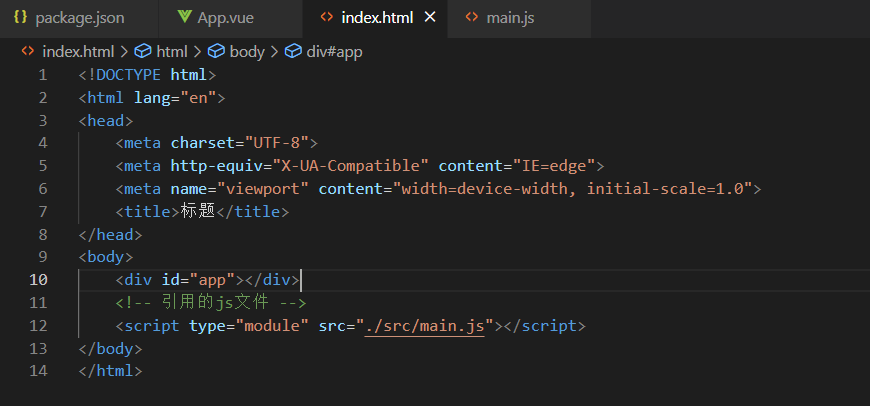 package.json App.vue index.html main.js
index.html > html > body > div#app
1 <!DOCTYPE html>
2 <html lang="en">
3 <head>
4 <meta charset="UTF-8">
5 <meta http-equiv="X-UA-Compatible" content="IE=edge">
6 <meta name="viewport" content="width=device-width, initial-scale=1.0">
7 <title>标题</title>
8 </head>
9 <body>
10 <div id="app"></div>
11 <!-- 引用的js文件 -->
12 <script type="module" src="./src/main.js"></script>
13 </body>
14 </html>